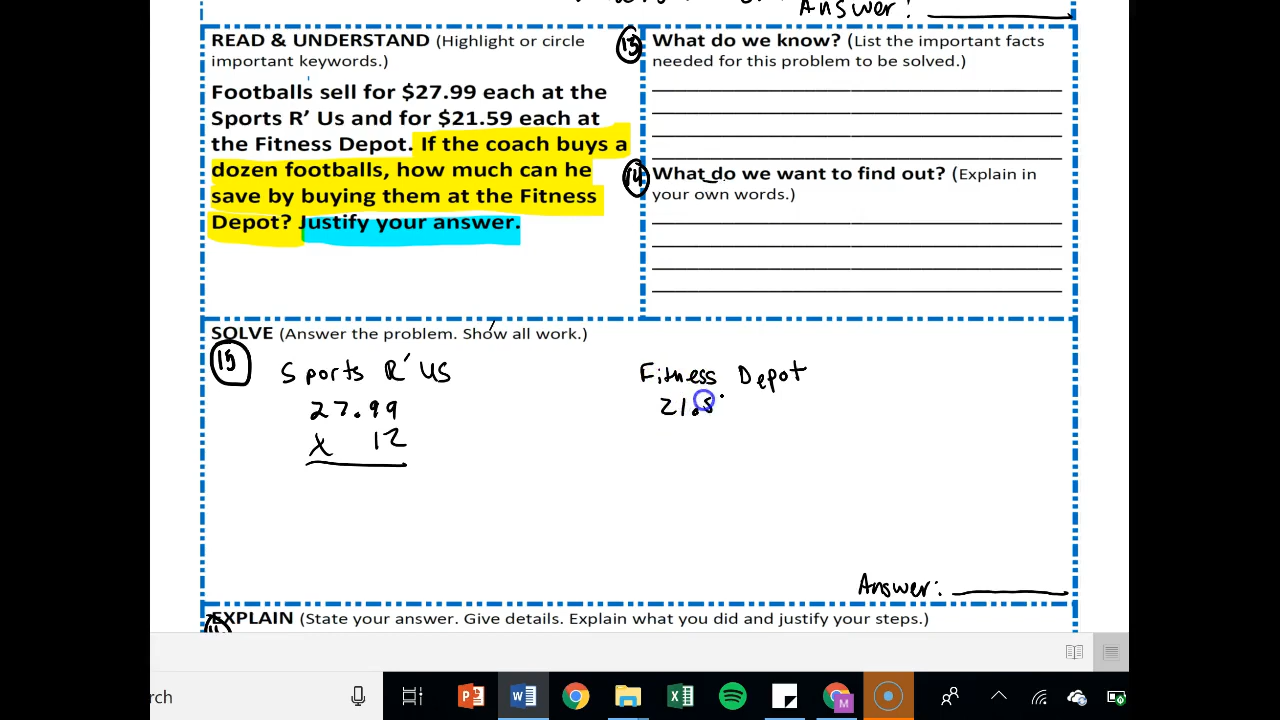 Answer:
READ & UNDERSTAND (Highlight or circle
important keywords.)
Footballs sell for $27.99 each at the
Sports R’ Us and for $21.59 each at
the Fitness Depot. If the coach buys a
dozen footballs, how much can he
save by buying them at the Fitness
Depot? Justify your answer.
13 What do we know? (List the important facts
needed for this problem to be solved.)
14 What do we want to find out? (Explain in
your own words.)
SOLVE (Answer the problem. Show all work.)
15
Sports R' US
27.99
x 12
Fitness Depot
21.5
Answer:
EXPLAIN (State your answer. Give details. Explain what you did and justify your steps.)
rch